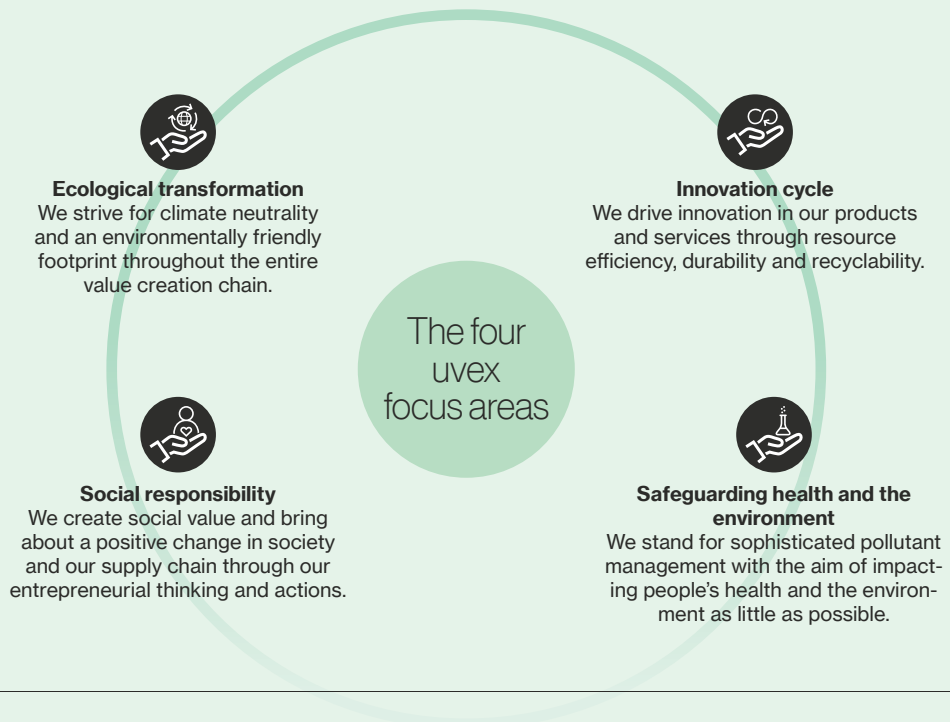 Ecological transformation
We strive for climate neutrality
and an environmentally friendly
footprint throughout the entire
value creation chain.
Innovation cycle
We drive innovation in our products
and services through resource
efficiency, durability and recyclability.
The four
uvex
focus areas
Social responsibility
We create social value and bring
about a positive change in society
and our supply chain through our
entrepreneurial thinking and actions.
Safeguarding health and the
environment
We stand for sophisticated pollutant
management with the aim of impact-
ing people’s health and the environ-
ment as little as possible.